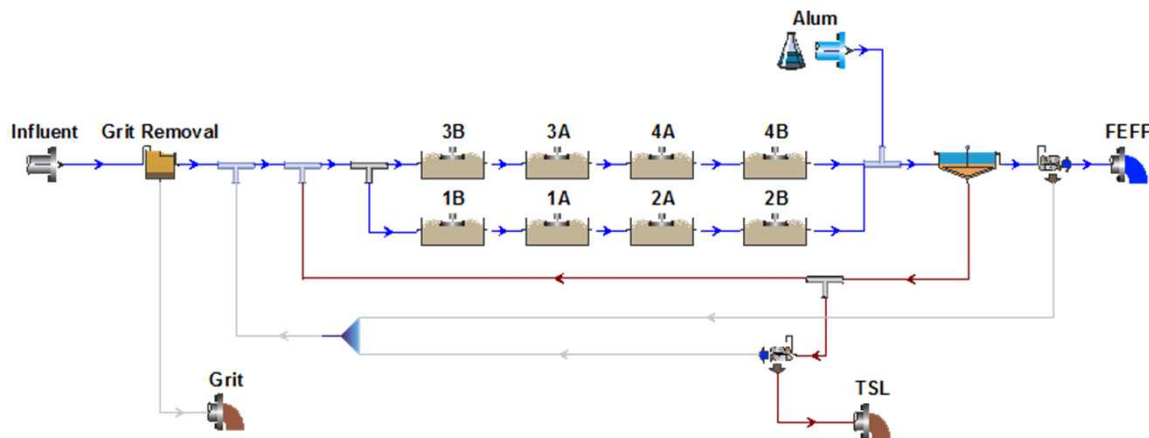 Alum
Influent
Grit Removal
3B
3A
4A
4B
FEFF
1B
1A
2A
2B
Grit
TSL